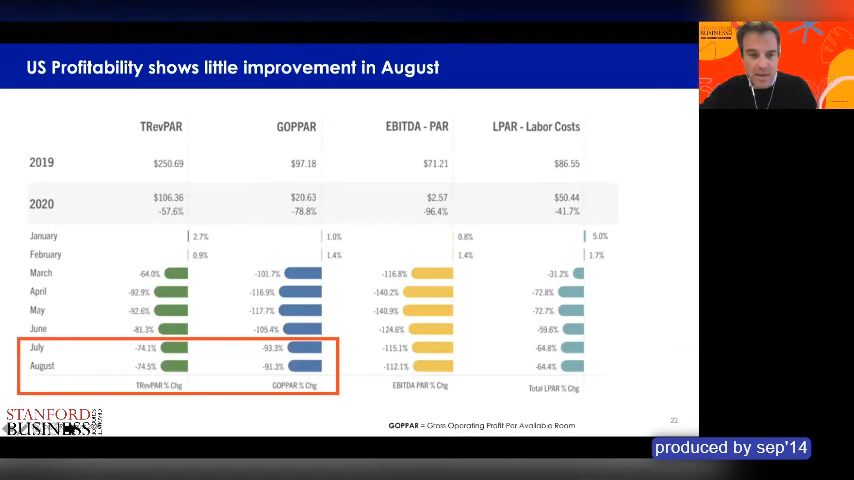 US Profitability shows little improvement in August
STANFORD
BUSINESS
TRevPAR GOPPAR EBITDA - PAR LPAR - Labor Costs
2019 $250.69 $97.18 $71.21 $86.55
2020 $106.36 $20.63 $2.57 $50.44
-57.6% -78.8% -96.4% -41.7%
January 2.7% 1.0% 0.8% 5.0%
February 0.9% 1.4% 1.4% 1.7%
March -64.0% -101.7% -116.8% -31.2%
April -92.9% -116.9% -140.2% -72.8%
May -92.6% -117.7% -140.9% -72.7%
June -81.3% -105.4% -124.6% -59.6%
July -74.1% -93.3% -115.1% -64.8%
August -74.5% -91.3% -112.1% -64.4%
TRevPAR % Chg GOPPAR % Chg EBITDA PAR % Chg Total LPAR % Chg
STANFORD
BUSINESS
GOPPAR = Gross Operating Profit Per Available Room
22
produced by sep'14